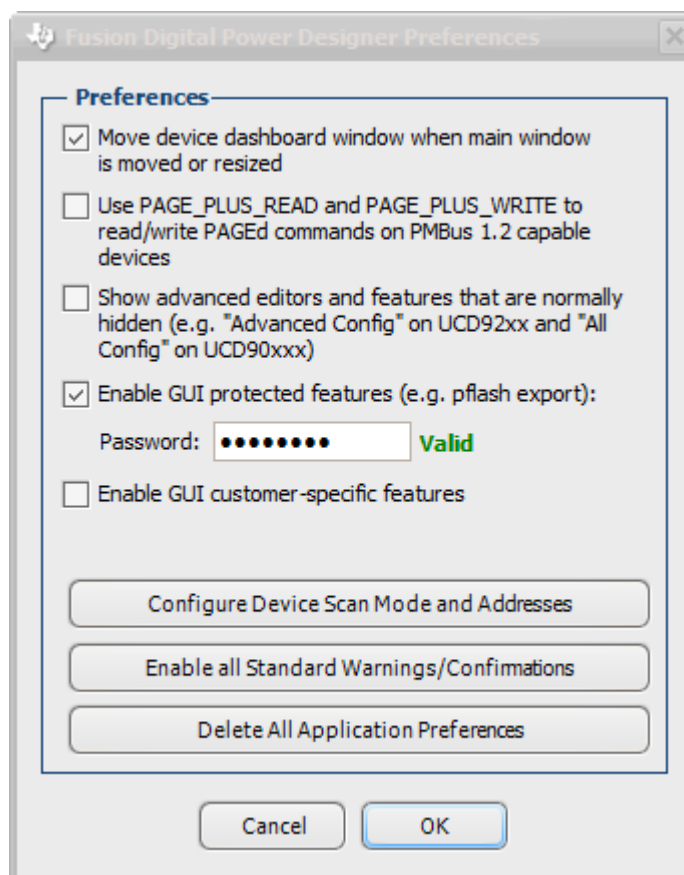 Fusion Digital Power Designer Preferences
Preferences
Move device dashboard window when main window
is moved or resized
Use PAGE_PLUS_READ and PAGE_PLUS_WRITE to
read/write PAGEd commands on PMBus 1.2 capable
devices
Show advanced editors and features that are normally
hidden (e.g. "Advanced Config" on UCD92xx and "All
Config" on UCD90xxx)
Enable GUI protected features (e.g. pflash export):
Password: ●●●●●●●● Valid
Enable GUI customer-specific features
Configure Device Scan Mode and Addresses
Enable all Standard Warnings/Confirmations
Delete All Application Preferences
Cancel OK